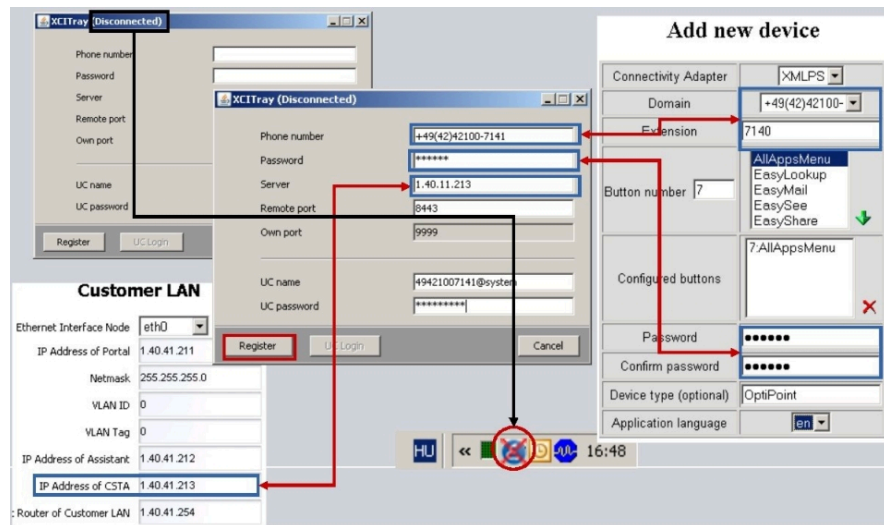 XCITray (Disconnected)
Phone number
Password
Server
Remote port
Own port
UC name
UC password
Register
UC Login
XCITray (Disconnected)
Phone number
+49(42)42100-7141
Password
******
Server
1.40.11.213
Remote port
8443
Own port
9999
UC name
49421007141@system
UC password
*********
Register
UC Login
Cancel
Add new device
Connectivity Adapter
XMLPS
Domain
+49(42)42100-
Extension
7140
Button number
7
AllAppsMenu
EasyLookup
EasyMail
EasySee
EasyShare
Configured buttons
7:AllAppsMenu
Password
●●●●●●
Confirm password
●●●●●●
Device type (optional)
OptiPoint
Application language
en
Customer LAN
Ethernet Interface Node
eth0
IP Address of Portal
1.40.41.211
Netmask
255.255.255.0
VLAN ID
0
VLAN Tag
0
IP Address of Assistant
1.40.41.212
IP Address of CSTA
1.40.41.213
: Router of Customer LAN
1.40.41.254
HU
«
16:48